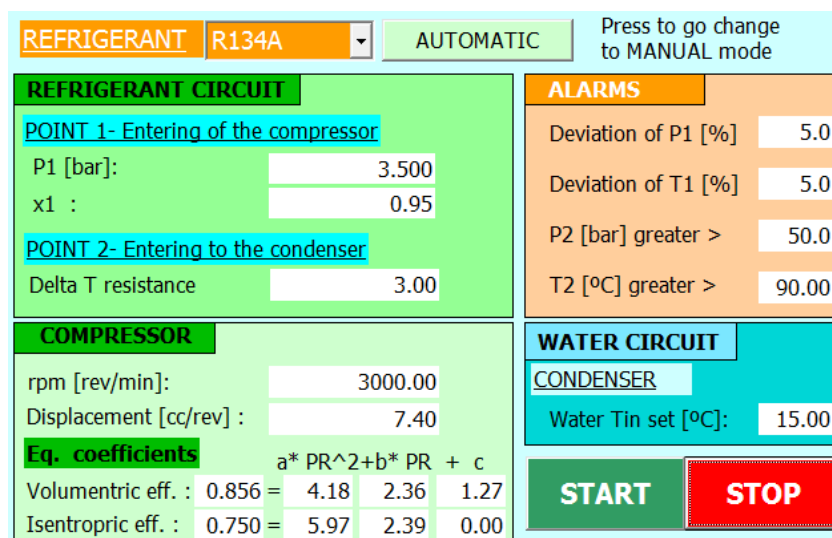 REFRIGERANT R134A AUTOMATIC Press to go change
to MANUAL mode
REFRIGERANT CIRCUIT
POINT 1- Entering of the compressor
P1 [bar]: 3.500
x1 : 0.95
POINT 2- Entering to the condenser
Delta T resistance 3.00
ALARMS
Deviation of P1 [%] 5.0
Deviation of T1 [%] 5.0
P2 [bar] greater > 50.0
T2 [ºC] greater > 90.00
COMPRESSOR
rpm [rev/min]: 3000.00
Displacement [cc/rev] : 7.40
Eq. coefficients a* PR^2+b* PR + c
Volumentric eff. : 0.856 = 4.18 2.36 1.27
Isentropric eff. : 0.750 = 5.97 2.39 0.00
WATER CIRCUIT
CONDENSER
Water Tin set [ºC]: 15.00
START STOP